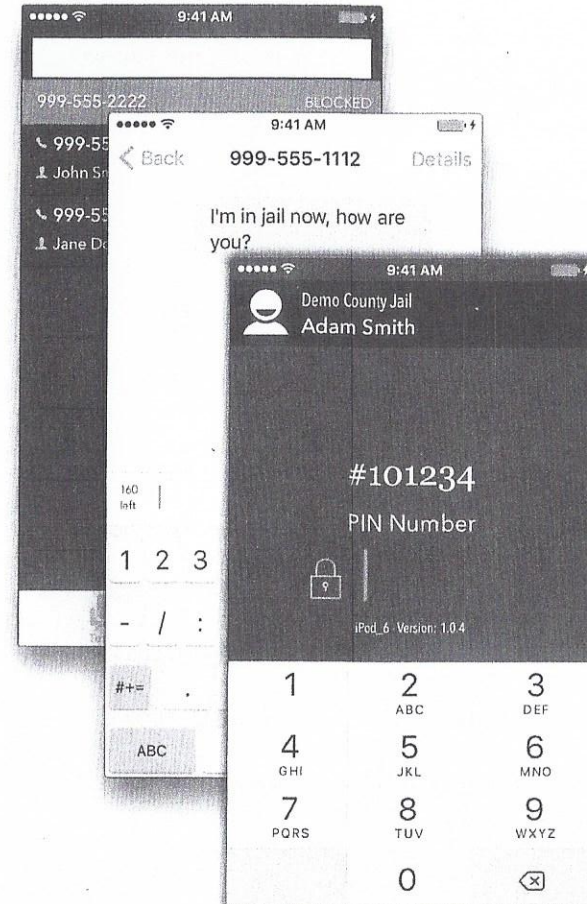 9:41 AM
999-555-2222 BLOCKED
999-55
John S
999-55
Jane Do
9:41 AM
Back 999-555-1112 Details
I'm in jail now, how are
you?
160
left
1 2 3
- / :
#+= .
ABC
9:41 AM
Demo County Jail
Adam Smith
#101234
PIN Number
iPod_6 Version: 1.0.4
1 2 3
ABC DEF
4 5 6
GHI JKL MNO
7 8 9
PQRS TUV WXYZ
0